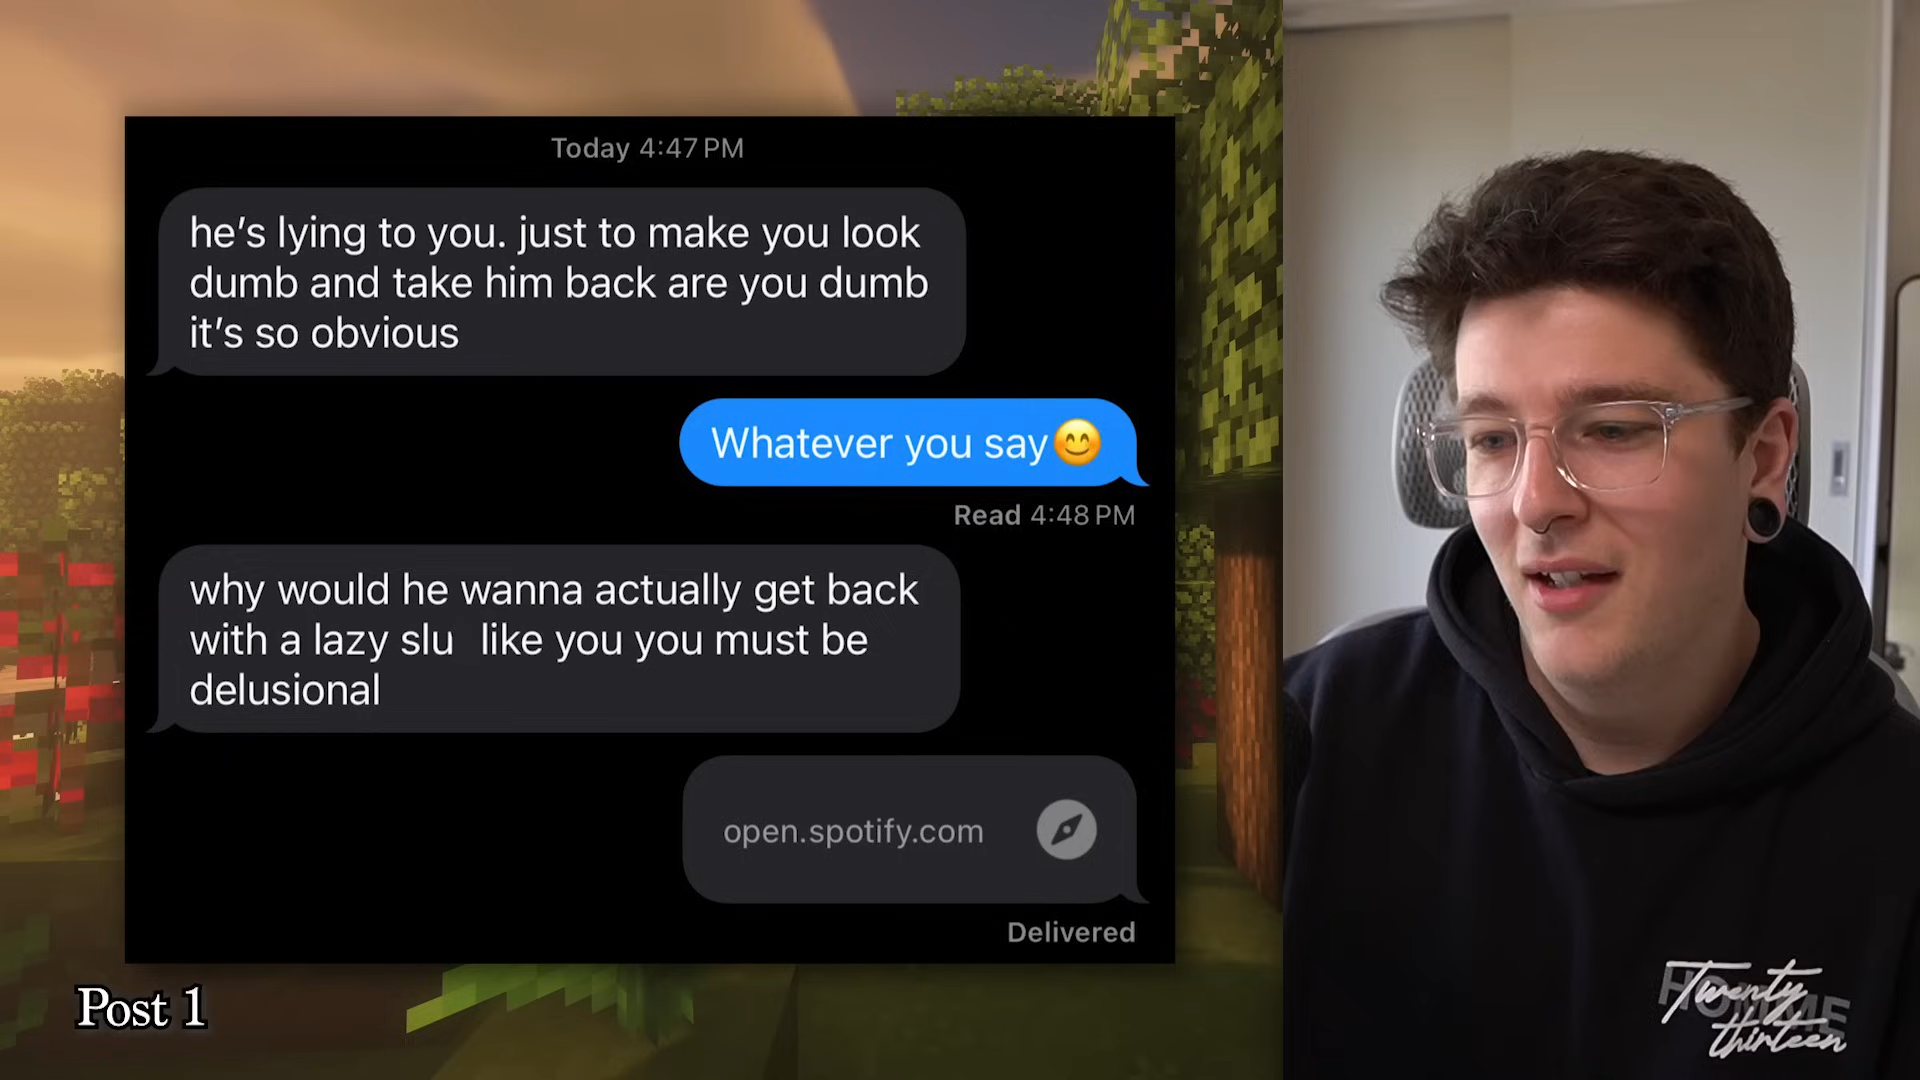 Today 4:47 PM
he's lying to you. just to make you look
dumb and take him back are you dumb
it's so obvious
Whatever you say😊
Read 4:48 PM
why would he wanna actually get back
with a lazy slu like you you must be
delusional
open.spotify.com
Delivered
Post 1
HOMME
Twenty
thirteen